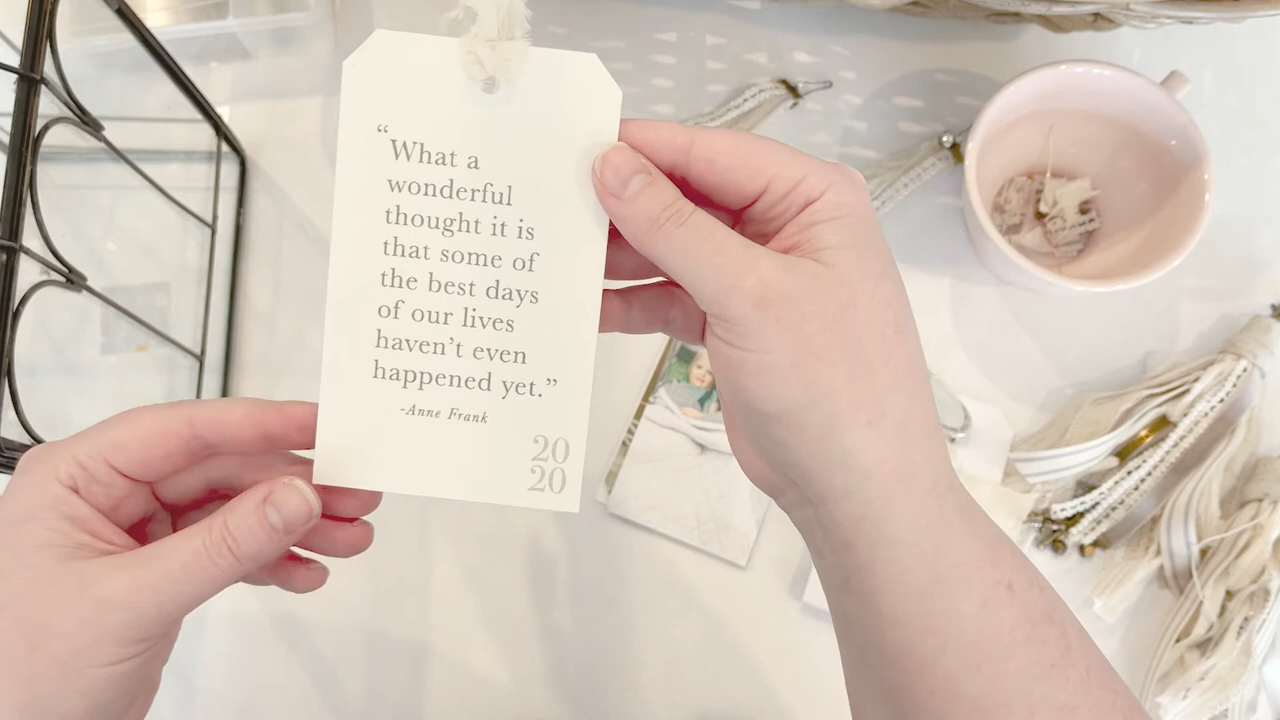 “What a
wonderful
thought it is
that some of
the best days
of our lives
haven’t even
happened yet.”
-Anne Frank
20
20